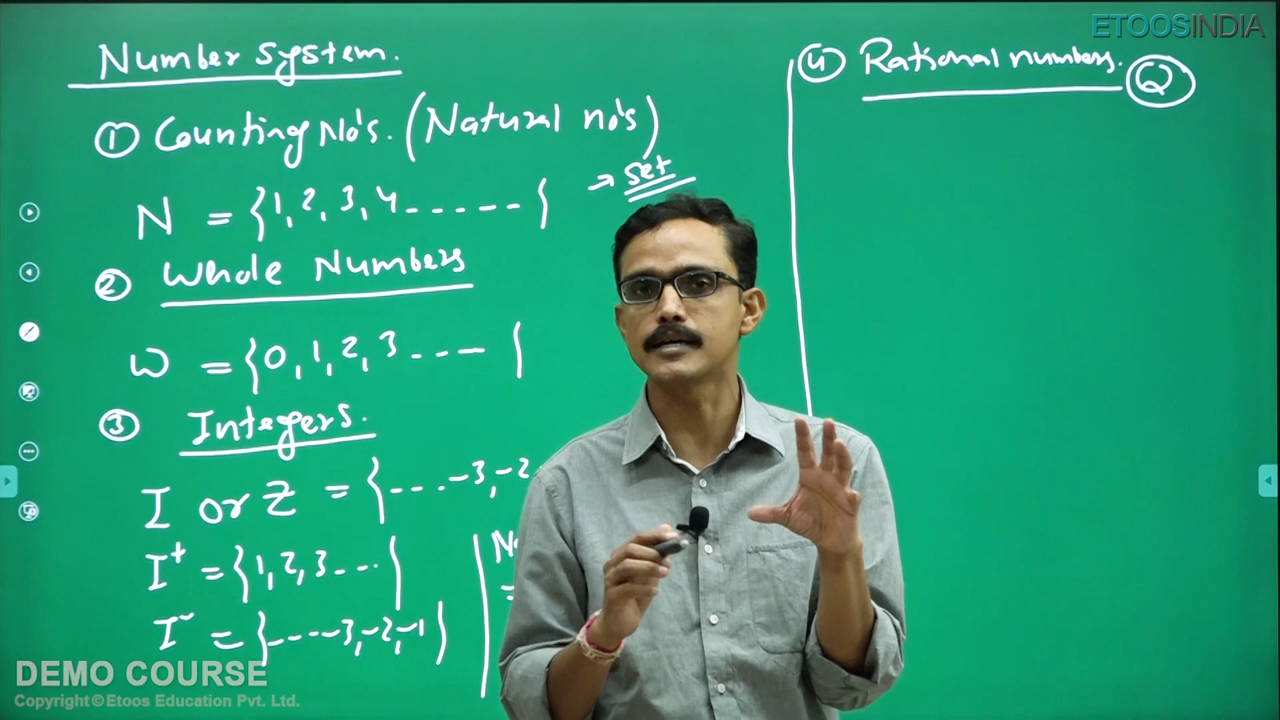 ETOOSINDIA
Number System.
① Counting No's. (Natural no's)
N = {1, 2, 3, 4 ------ }
→ Set
② Whole Numbers
W = {0, 1, 2, 3 ---- }
③ Integers.
I or Z = { ....-3, -2
I⁺ = {1, 2, 3 --- }
I⁻ = { -----3, -2, -1 }
④ Rational numbers. Q
DEMO COURSE
Copyright © Etoos Education Pvt. Ltd.